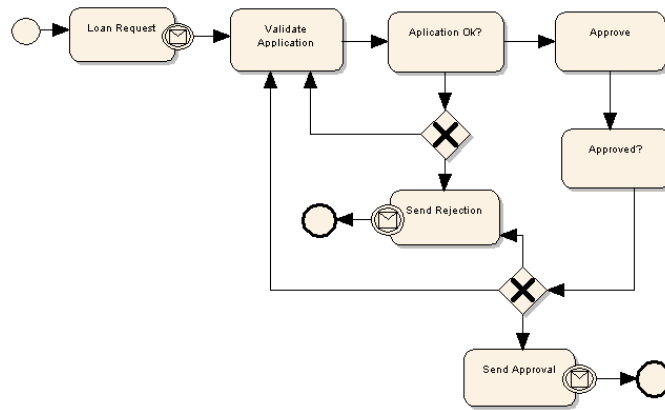 Loan Request
Validate
Application
Aplication Ok?
Approve
Approved?
Send Rejection
Send Approval